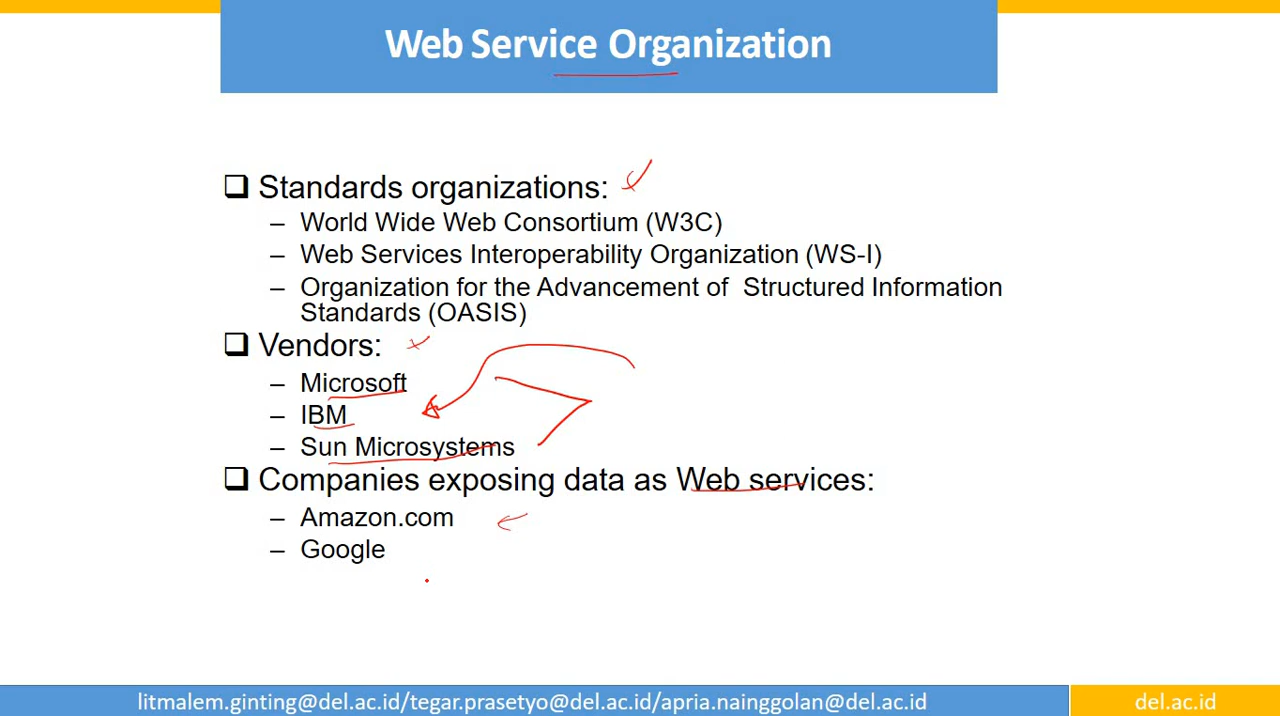 Web Service Organization
❑ Standards organizations:
– World Wide Web Consortium (W3C)
– Web Services Interoperability Organization (WS-I)
– Organization for the Advancement of Structured Information
Standards (OASIS)
❑ Vendors:
– Microsoft
– IBM
– Sun Microsystems
❑ Companies exposing data as Web services:
– Amazon.com
– Google
litmalem.ginting@del.ac.id/tegar.prasetyo@del.ac.id/apria.nainggolan@del.ac.id
del.ac.id